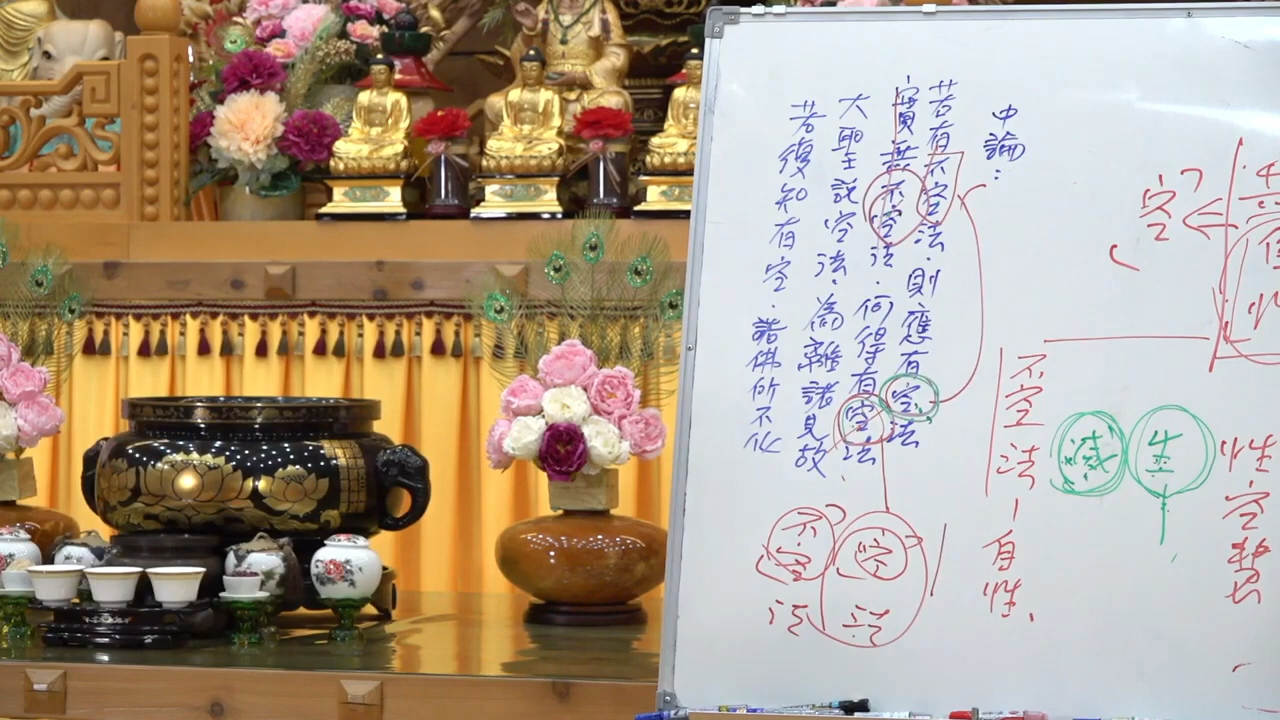 中論：
若有不空法．則應有空法
實無不空法．何得有空法
大聖說空法．為離諸見故
若復知有空．諸佛所不化
空
不空法－自性、
生
滅
性空
空法
不空法